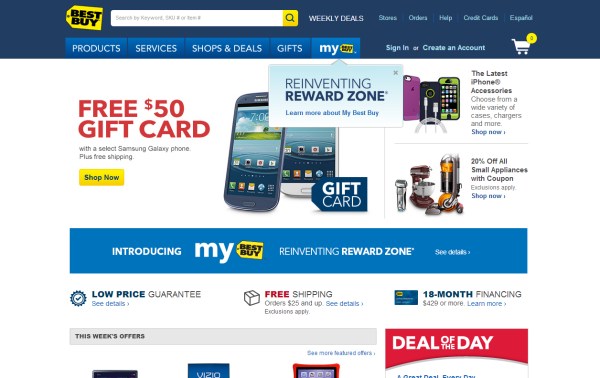 BEST BUY
Search by Keyword, SKU # or Item #
WEEKLY DEALS
Stores Orders Help Credit Cards Español
PRODUCTS SERVICES SHOPS & DEALS GIFTS my BEST BUY
Sign In or Create an Account
0
REINVENTING
REWARD ZONE®
Learn more about My Best Buy
FREE $50
GIFT CARD
with a select Samsung Galaxy phone.
Plus free shipping.
Shop Now
GIFT
CARD
The Latest
iPhone®
Accessories
Choose from a
wide variety of
cases, chargers
and more.
Shop now ›
20% Off All
Small Appliances
with Coupon
Exclusions apply.
Shop now ›
INTRODUCING my BEST BUY REINVENTING REWARD ZONE® See details ›
LOW PRICE GUARANTEE
See details ›
FREE SHIPPING
Orders $25 and up See details ›
Exclusions apply.
18-MONTH FINANCING
$429 or more. Learn more ›
THIS WEEK'S OFFERS
See more featured offers ›
VIZIO
DEAL OF THE DAY
A Great Deal, Every Day